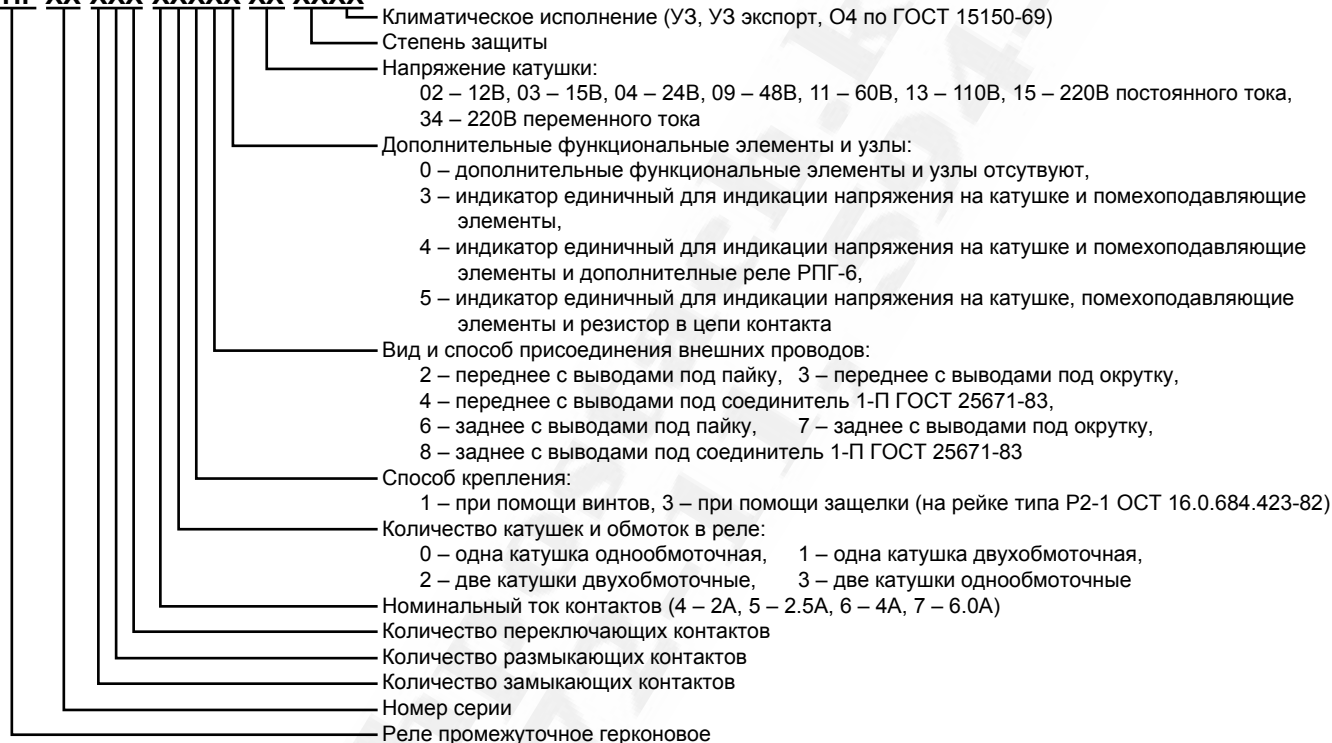 Климатическое исполнение (УЗ, УЗ экспорт, О4 по ГОСТ 15150-69)
Степень защиты
Напряжение катушки:
02 – 12В, 03 – 15В, 04 – 24В, 09 – 48В, 11 – 60В, 13 – 110В, 15 – 220В постоянного тока,
34 – 220В переменного тока
Дополнительные функциональные элементы и узлы:
0 – дополнительные функциональные элементы и узлы отсутвуют,
3 – индикатор единичный для индикации напряжения на катушке и помехоподавляющие
элементы,
4 – индикатор единичный для индикации напряжения на катушке и помехоподавляющие
элементы и дополнителные реле РПГ-6,
5 – индикатор единичный для индикации напряжения на катушке, помехоподавляющие
элементы и резистор в цепи контакта
Вид и способ присоединения внешних проводов:
2 – переднее с выводами под пайку, 3 – переднее с выводами под окрутку,
4 – переднее с выводами под соединитель 1-П ГОСТ 25671-83,
6 – заднее с выводами под пайку, 7 – заднее с выводами под окрутку,
8 – заднее с выводами под соединитель 1-П ГОСТ 25671-83
Способ крепления:
1 – при помощи винтов, 3 – при помощи защелки (на рейке типа Р2-1 ОСТ 16.0.684.423-82)
Количество катушек и обмоток в реле:
0 – одна катушка однообмоточная, 1 – одна катушка двухобмоточная,
2 – две катушки двухобмоточные, 3 – две катушки однообмоточные
Номинальный ток контактов (4 – 2А, 5 – 2.5А, 6 – 4А, 7 – 6.0А)
Количество переключающих контактов
Количество размыкающих контактов
Количество замыкающих контактов
Номер серии
Реле промежуточное герконовое